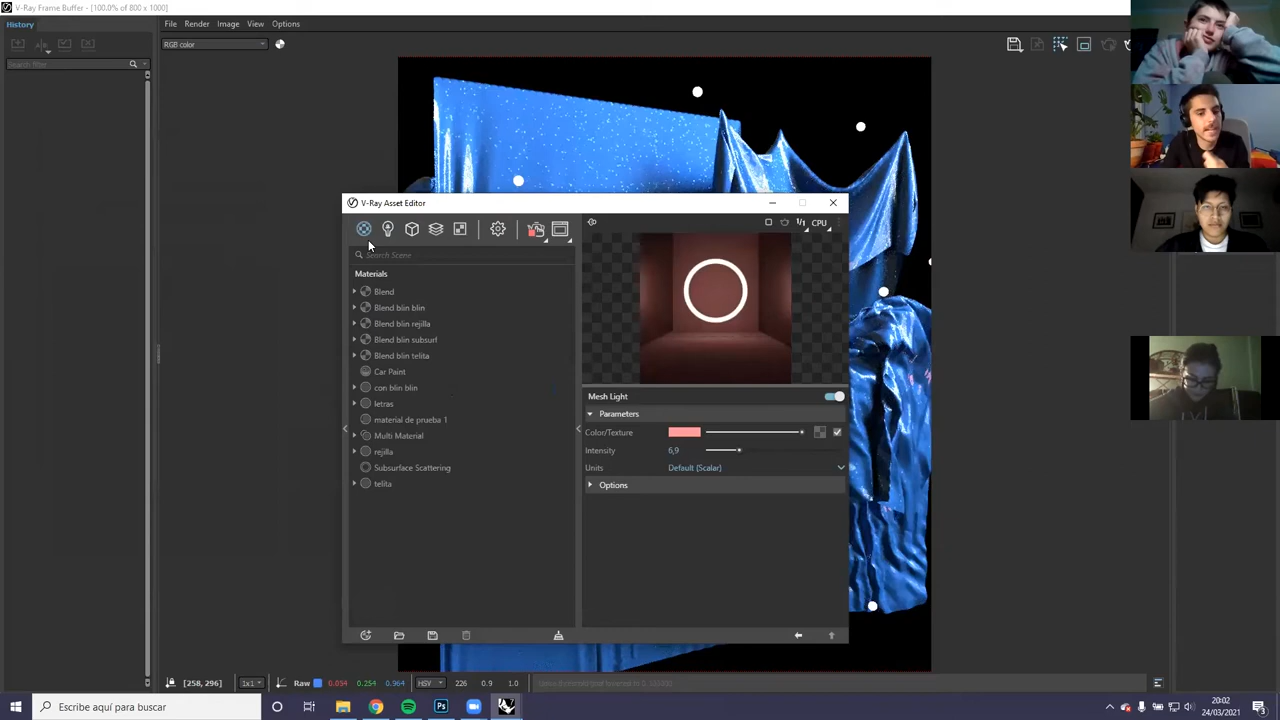 V-Ray Frame Buffer - [100,0% of 800 x 1000]
History
File Render Image View Options
RGB color
Search filter
V-Ray Asset Editor
CPU
Search Scene
Materials
Blend
Blend blin blin
Blend blin rejilla
Blend blin subsurf
Blend blin telita
Car Paint
con blin blin
letras
material de prueba 1
Multi Material
rejilla
Subsurface Scattering
telita
Mesh Light
Parameters
Color/Texture
Intensity 6,9
Units Default (Scalar)
Options
[258, 296] 1x1 Raw 0.034 0.254 0.964 HSV 226 0.9 1.0
Escribe aquí para buscar
20:02
24/03/2021